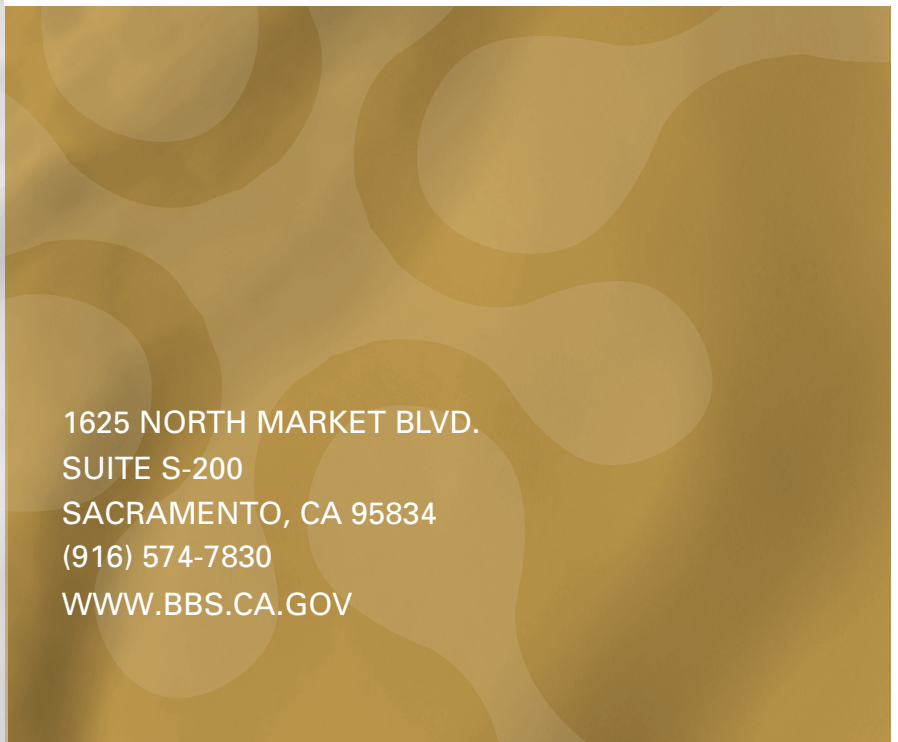 1625 NORTH MARKET BLVD.
SUITE S-200
SACRAMENTO, CA 95834
(916) 574-7830
WWW.BBS.CA.GOV